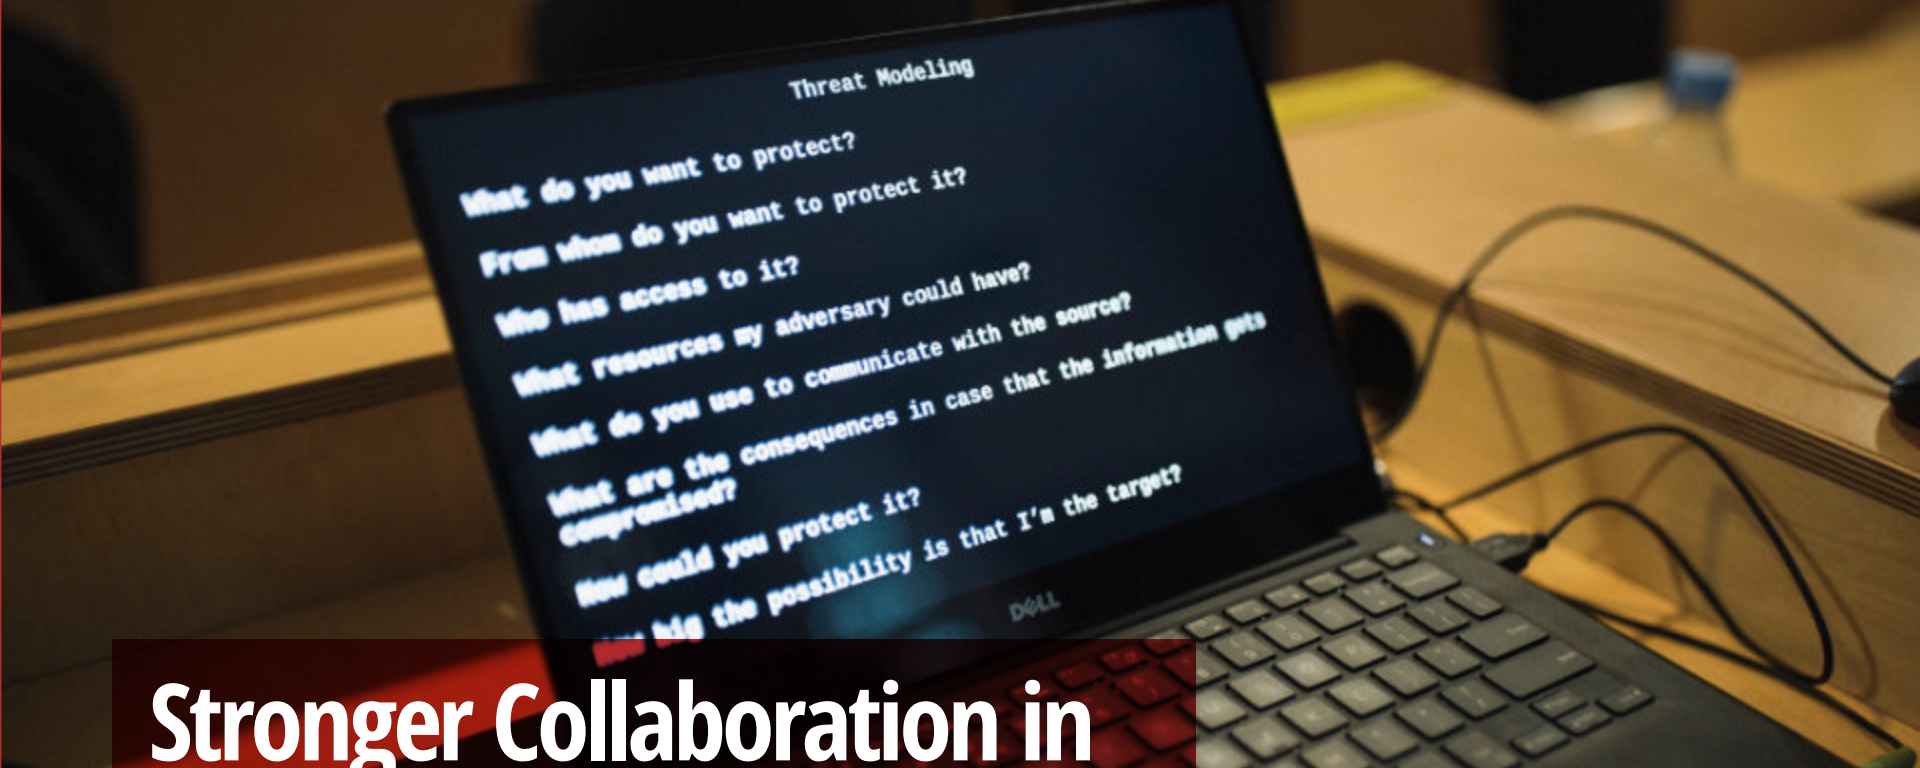 Threat Modeling
What do you want to protect?
From whom do you want to protect it?
Who has access to it?
What resources my adversary could have?
What do you use to communicate with the source?
What are the consequences in case that the information gets
compromised?
How could you protect it?
How big the possibility is that I'm the target?
DELL
Stronger Collaboration in